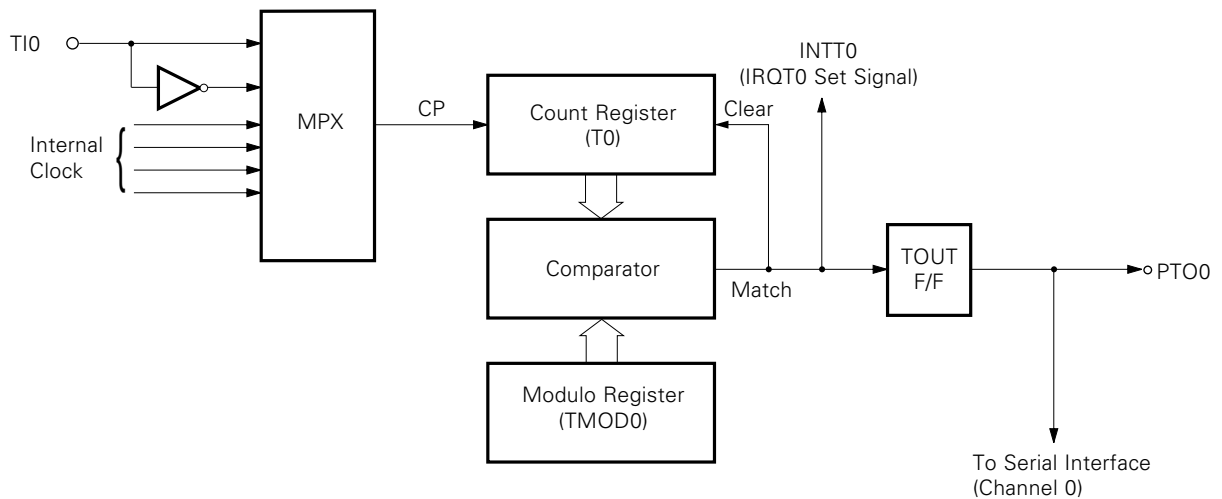 TI0
Internal
Clock
MPX
CP
Count Register
(T0)
Clear
INTT0
(IRQT0 Set Signal)
Comparator
Match
TOUT
F/F
PTO0
Modulo Register
(TMOD0)
To Serial Interface
(Channel 0)